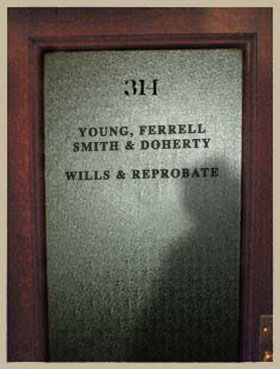 314
YOUNG, FERRELL
SMITH & DOHERTY
WILLS & REPROBATE